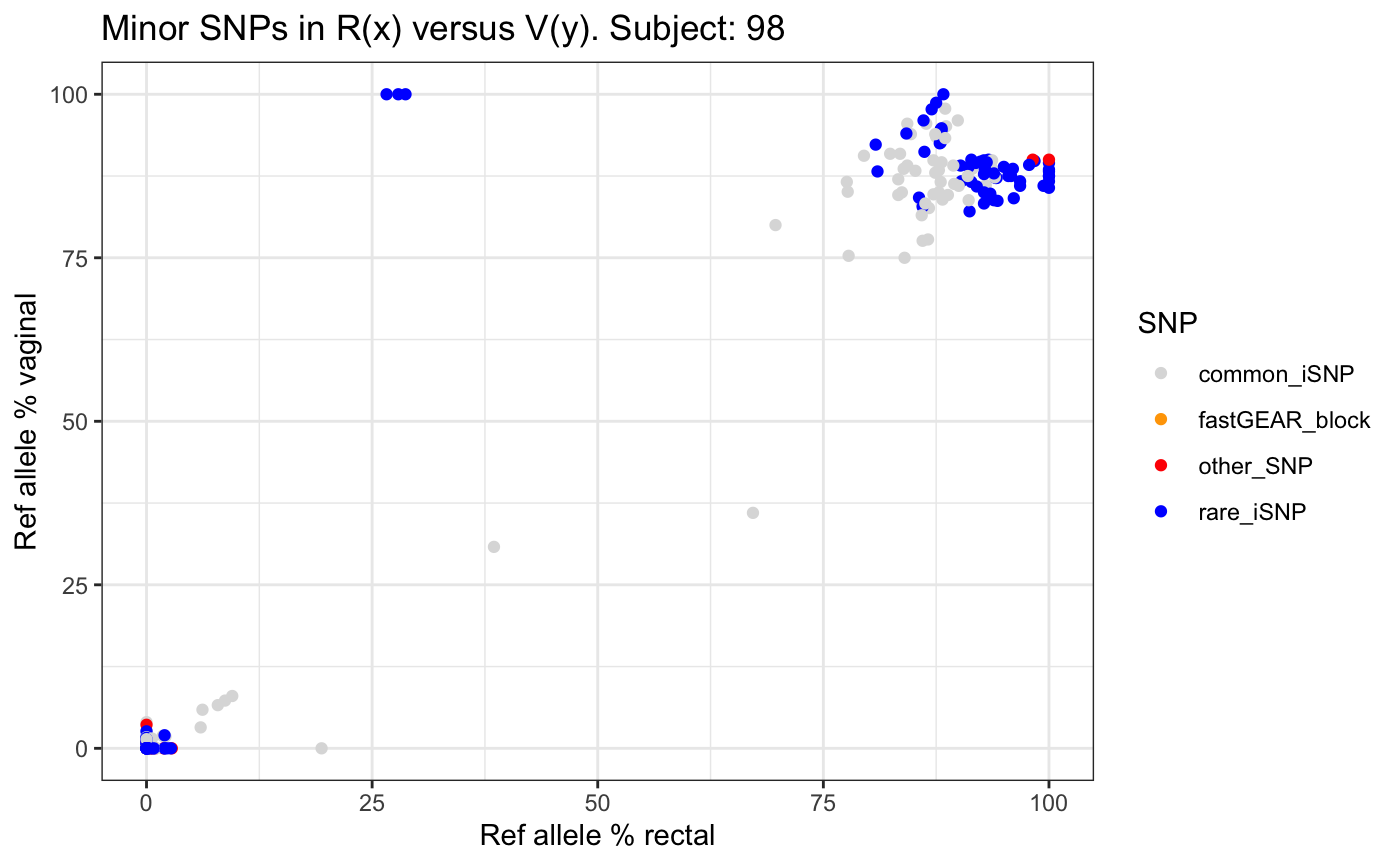 Minor SNPs in R(x) versus V(y). Subject: 98
Ref allele % vaginal
100
75
50
25
0
0 25 50 75 100
Ref allele % rectal
SNP
common_iSNP
fastGEAR_block
other_SNP
rare_iSNP